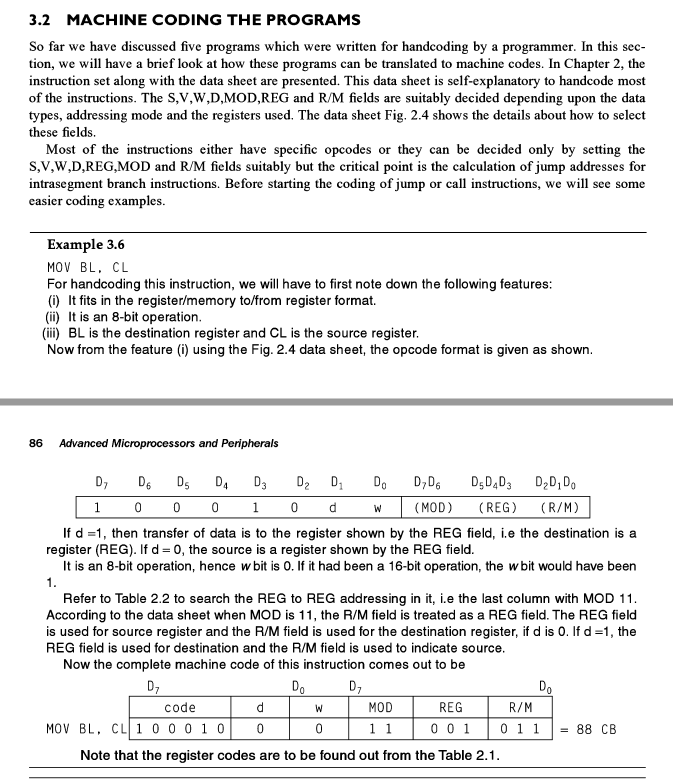 3.2 MACHINE CODING THE PROGRAMS
So far we have discussed five programs which were written for handcoding by a programmer. In this sec-
tion, we will have a brief look at how these programs can be translated to machine codes. In Chapter 2, the
instruction set along with the data sheet are presented. This data sheet is self-explanatory to handcode most
of the instructions. The S,V,W,D,MOD,REG and R/M fields are suitably decided depending upon the data
types, addressing mode and the registers used. The data sheet Fig. 2.4 shows the details about how to select
these fields.
Most of the instructions either have specific opcodes or they can be decided only by setting the
S,V,W,D,REG,MOD and R/M fields suitably but the critical point is the calculation of jump addresses for
intrasegment branch instructions. Before starting the coding of jump or call instructions, we will see some
easier coding examples.
Example 3.6
MOV BL, CL
For handcoding this instruction, we will have to first note down the following features:
(i) It fits in the register/memory to/from register format.
(ii) It is an 8-bit operation.
(iii) BL is the destination register and CL is the source register.
Now from the feature (i) using the Fig. 2.4 data sheet, the opcode format is given as shown.
86 Advanced Microprocessors and Peripherals
D₇ D₆ D₅ D₄ D₃ D₂ D₁ D₀ D₇D₆ D₅D₄D₃ D₂D₁D₀
1 0 0 0 1 0 d w (MOD) (REG) (R/M)
If d =1, then transfer of data is to the register shown by the REG field, i.e the destination is a
register (REG). If d = 0, the source is a register shown by the REG field.
It is an 8-bit operation, hence w bit is 0. If it had been a 16-bit operation, the w bit would have been
1.
Refer to Table 2.2 to search the REG to REG addressing in it, i.e the last column with MOD 11.
According to the data sheet when MOD is 11, the R/M field is treated as a REG field. The REG field
is used for source register and the R/M field is used for the destination register, if d is 0. If d =1, the
REG field is used for destination and the R/M field is used to indicate source.
Now the complete machine code of this instruction comes out to be
D₇ D₀ D₇ D₀
code d w MOD REG R/M
MOV BL, CL 1 0 0 0 1 0 0 0 1 1 0 0 1 0 1 1 = 88 CB
Note that the register codes are to be found out from the Table 2.1.